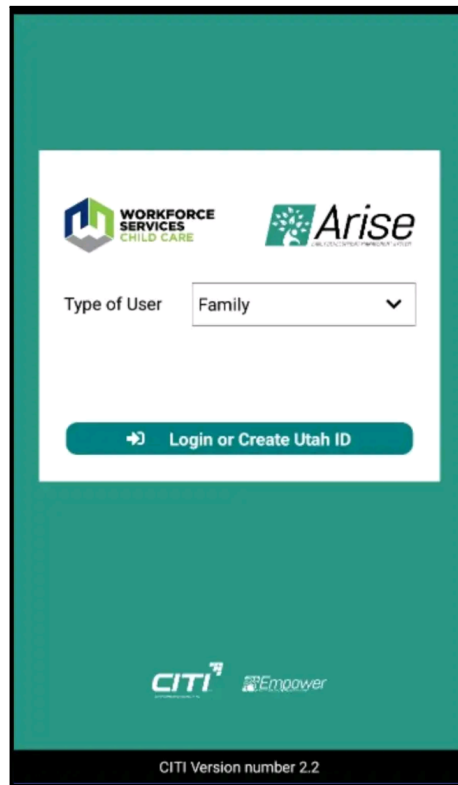 WORKFORCE
SERVICES
CHILD CARE
Arise
Type of User
Family
Login or Create Utah ID
CITI
Empower
CITI Version number 2.2